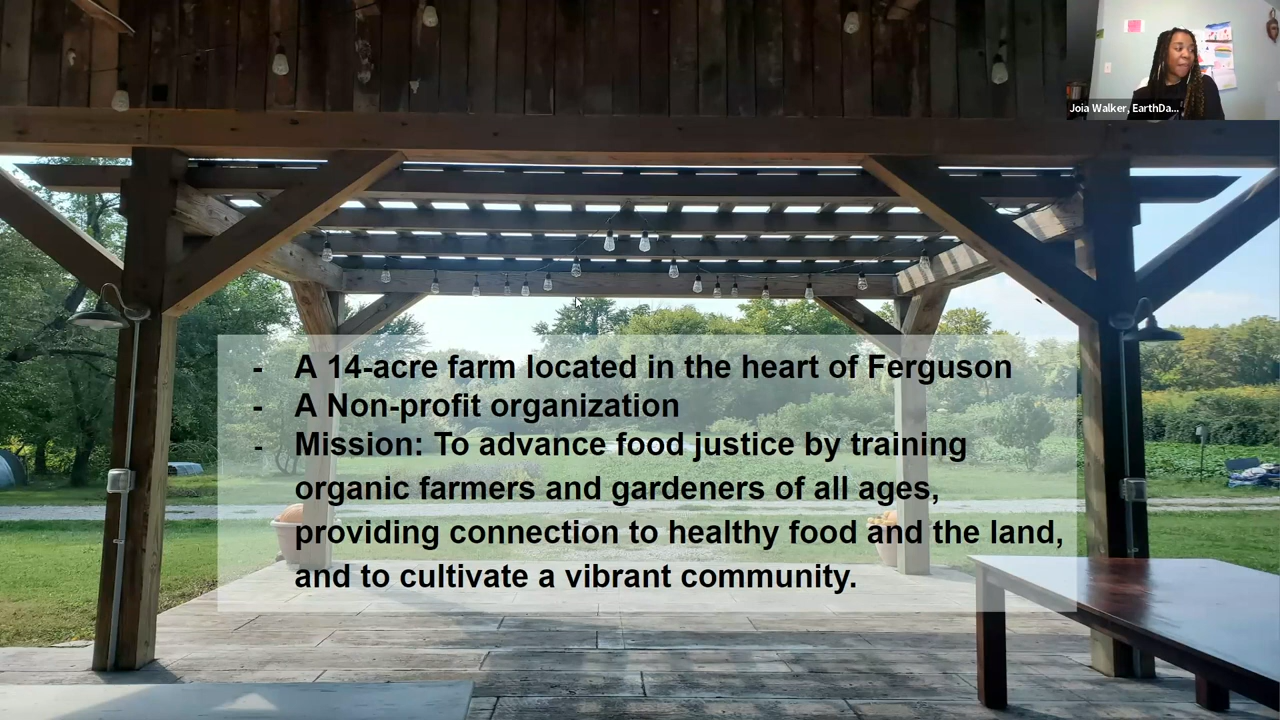 Joia Walker, EarthDa...
- A 14-acre farm located in the heart of Ferguson
- A Non-profit organization
- Mission: To advance food justice by training
organic farmers and gardeners of all ages,
providing connection to healthy food and the land,
and to cultivate a vibrant community.